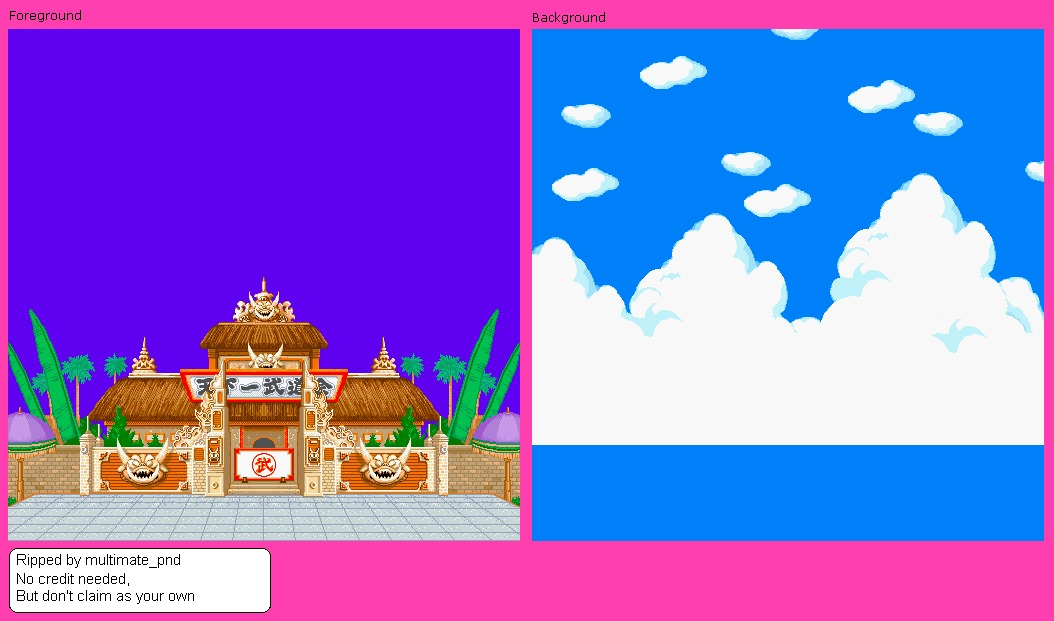 Foreground
Background
天下一武道会
武
Ripped by multimate_pnd
No credit needed,
But don't claim as your own